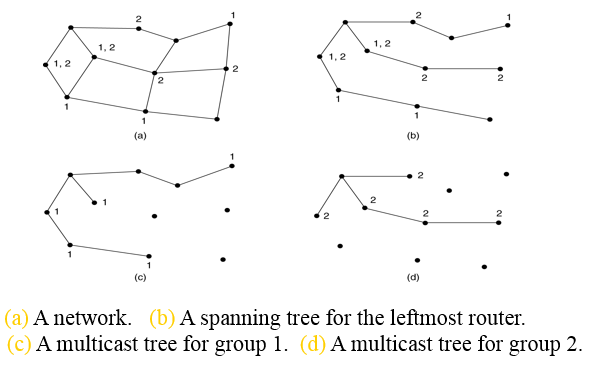 2 1
1, 2 1, 2
2 2
1 1
(a)
2 1
1, 2 1, 2
2 2
1 1
(b)
1
1 1
1 1
(c)
2
2 2 2 2
(d)
(a) A network. (b) A spanning tree for the leftmost router.
(c) A multicast tree for group 1. (d) A multicast tree for group 2.